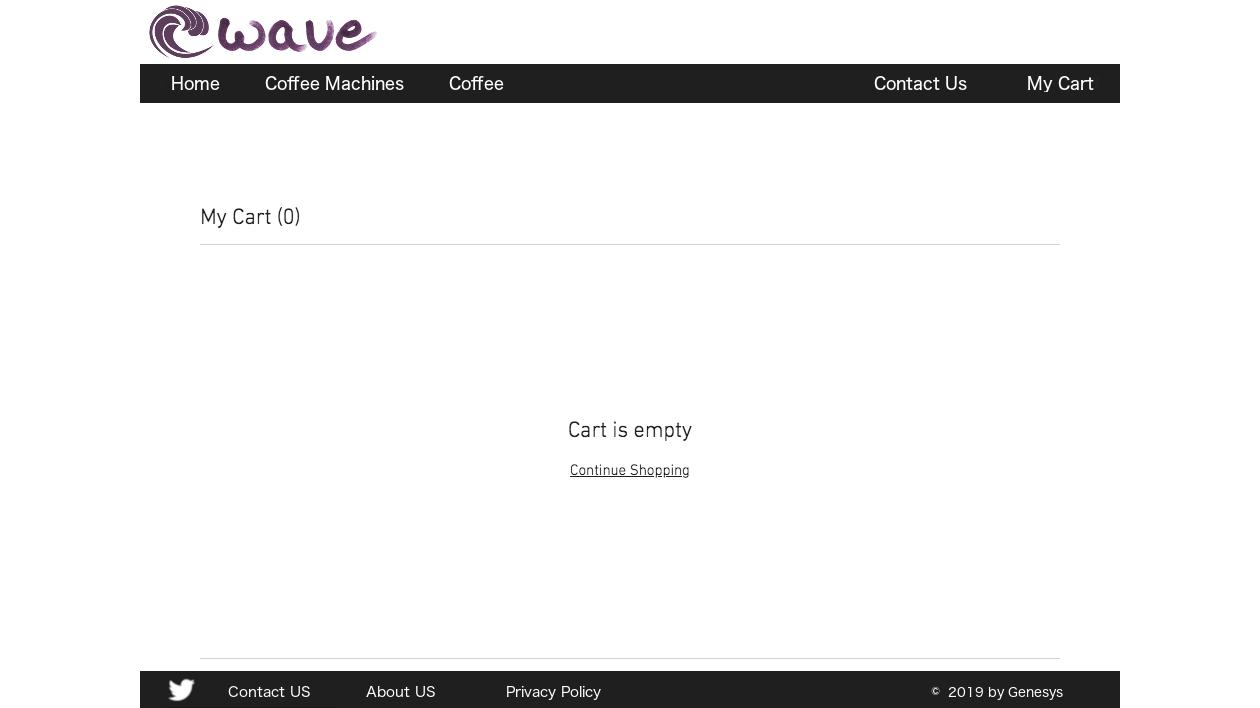 wave
Home Coffee Machines Coffee Contact Us My Cart
My Cart (0)
Cart is empty
Continue Shopping
Contact US About US Privacy Policy © 2019 by Genesys